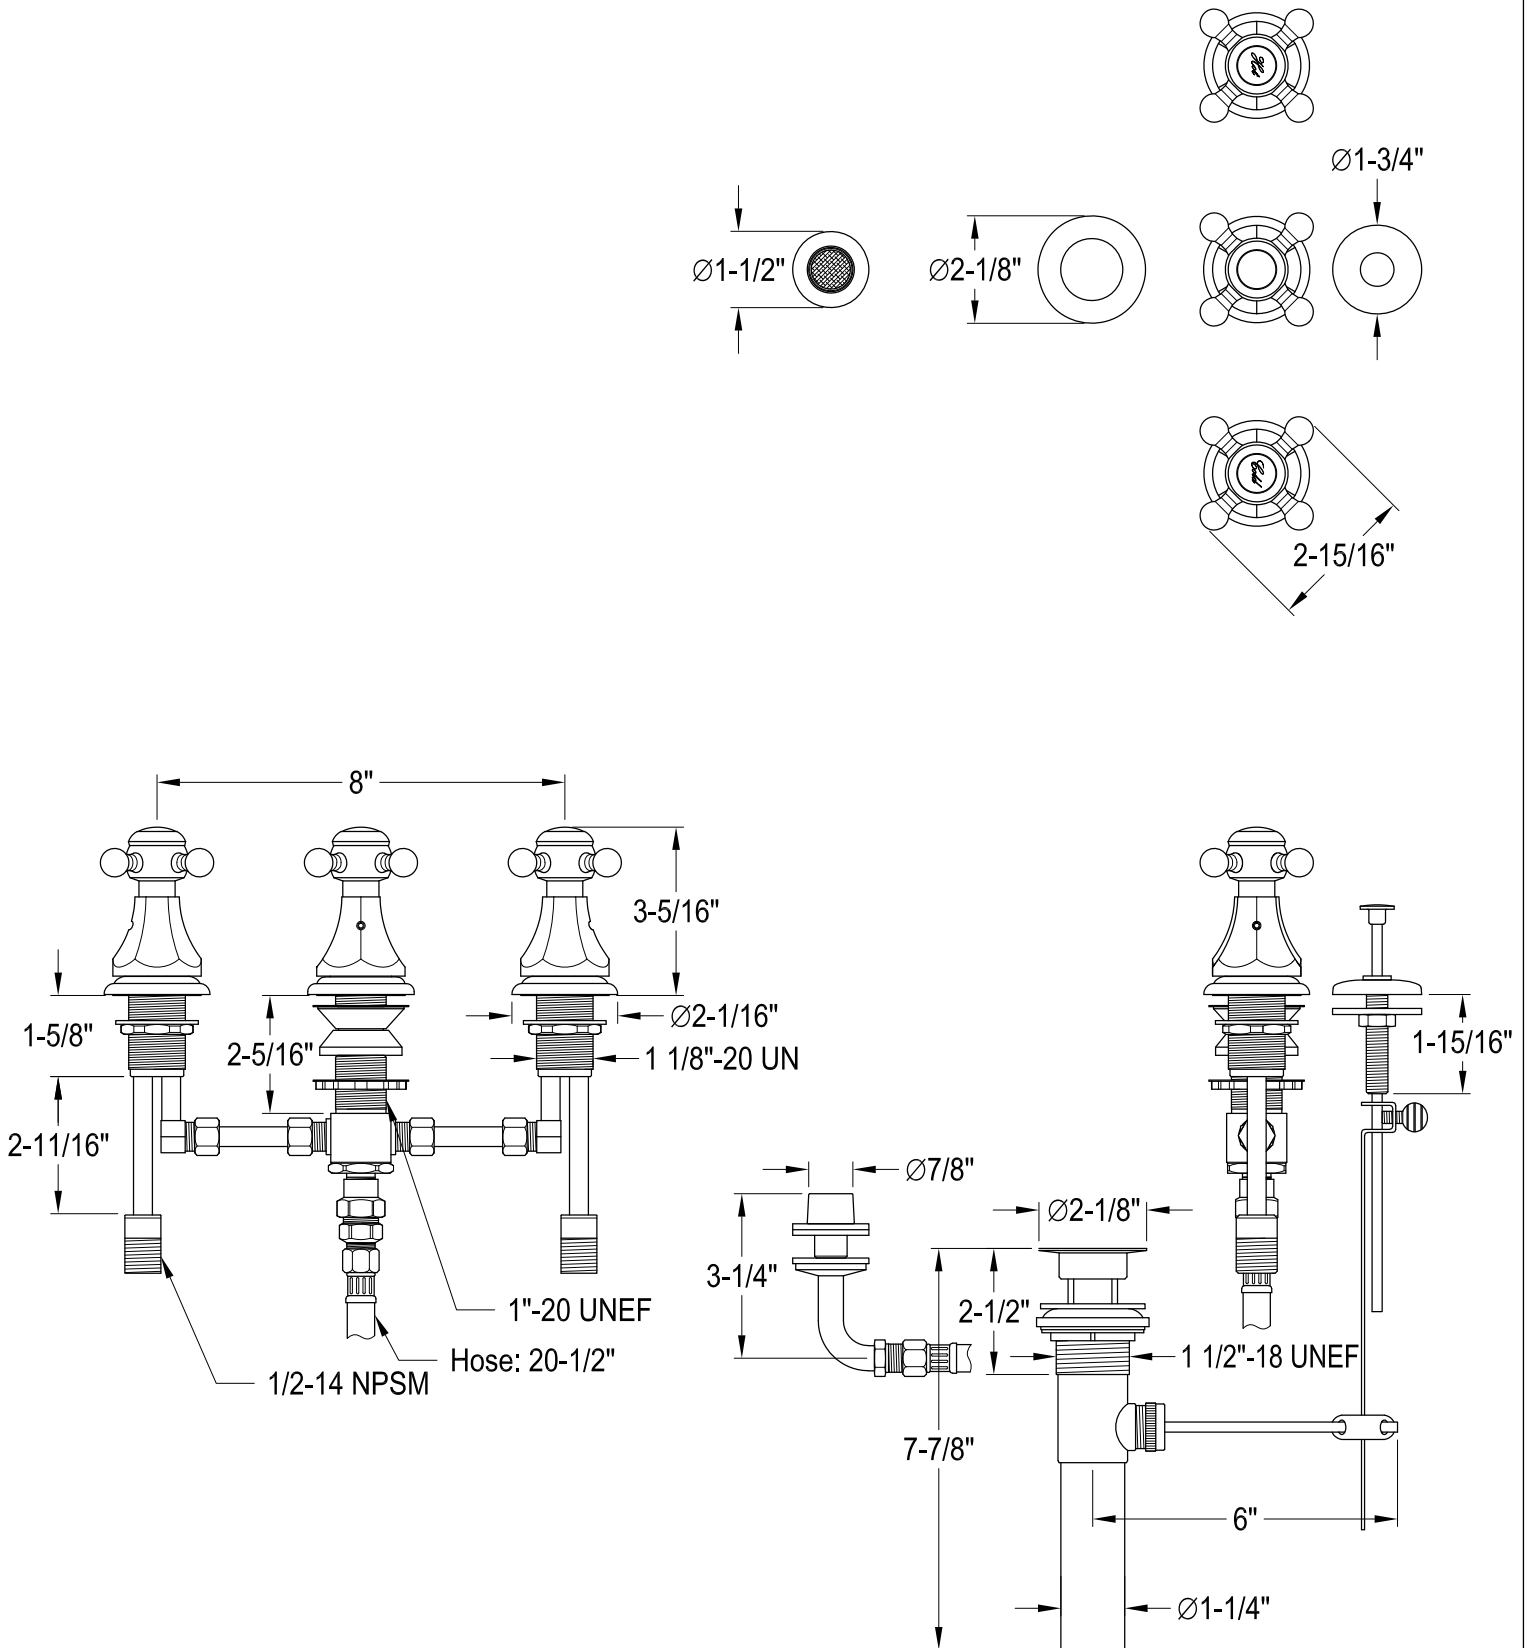 Hot
Ø1-3/4"
Ø1-1/2"
Ø2-1/8"
Cold
2-15/16"
8"
3-5/16"
1-5/8"
2-5/16"
Ø2-1/16"
1 1/8"-20 UN
1-15/16"
2-11/16"
Ø7/8"
Ø2-1/8"
3-1/4"
2-1/2"
1"-20 UNEF
Hose: 20-1/2"
1 1/2"-18 UNEF
1/2-14 NPSM
7-7/8"
6"
Ø1-1/4"